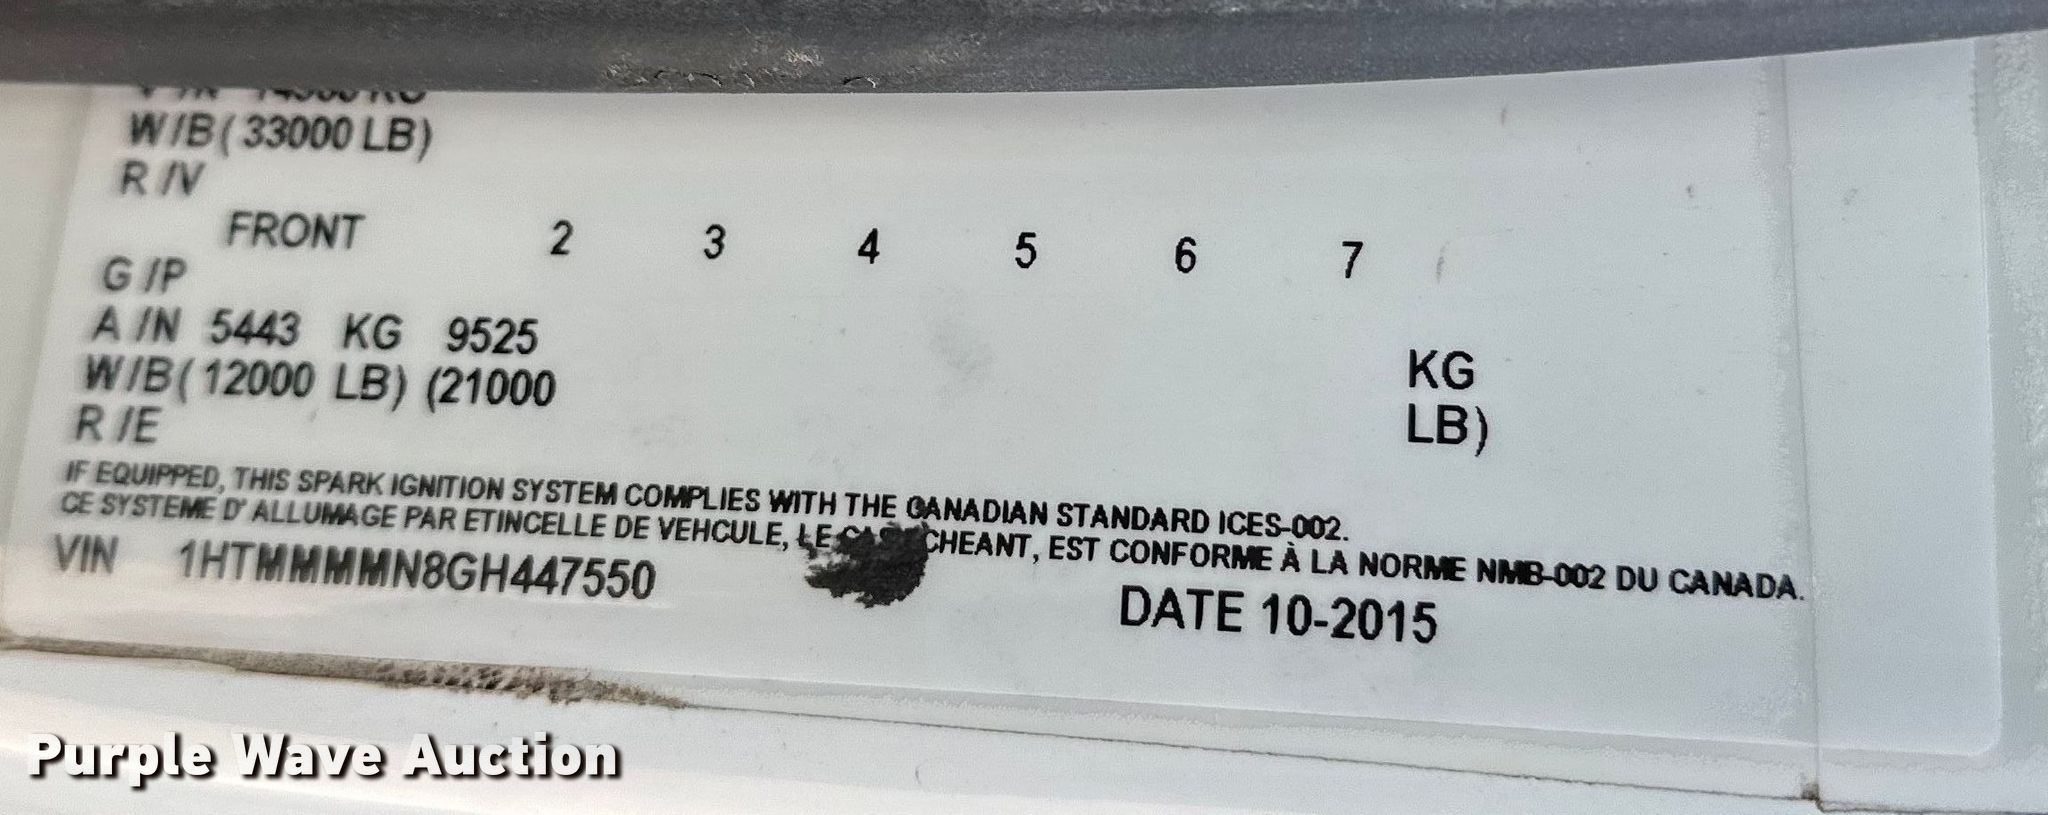 W/B(33000 LB)
R/V
FRONT 2 3 4 5 6 7
G/P
A/N 5443 KG 9525 KG
W/B(12000 LB) (21000 LB)
R/E
IF EQUIPPED, THIS SPARK IGNITION SYSTEM COMPLIES WITH THE CANADIAN STANDARD ICES-002.
CE SYSTEME D' ALLUMAGE PAR ETINCELLE DE VEHCULE, LE CHEANT, EST CONFORME À LA NORME NMB-002 DU CANADA.
VIN 1HTMMMMN8GH447550
DATE 10-2015
Purple Wave Auction